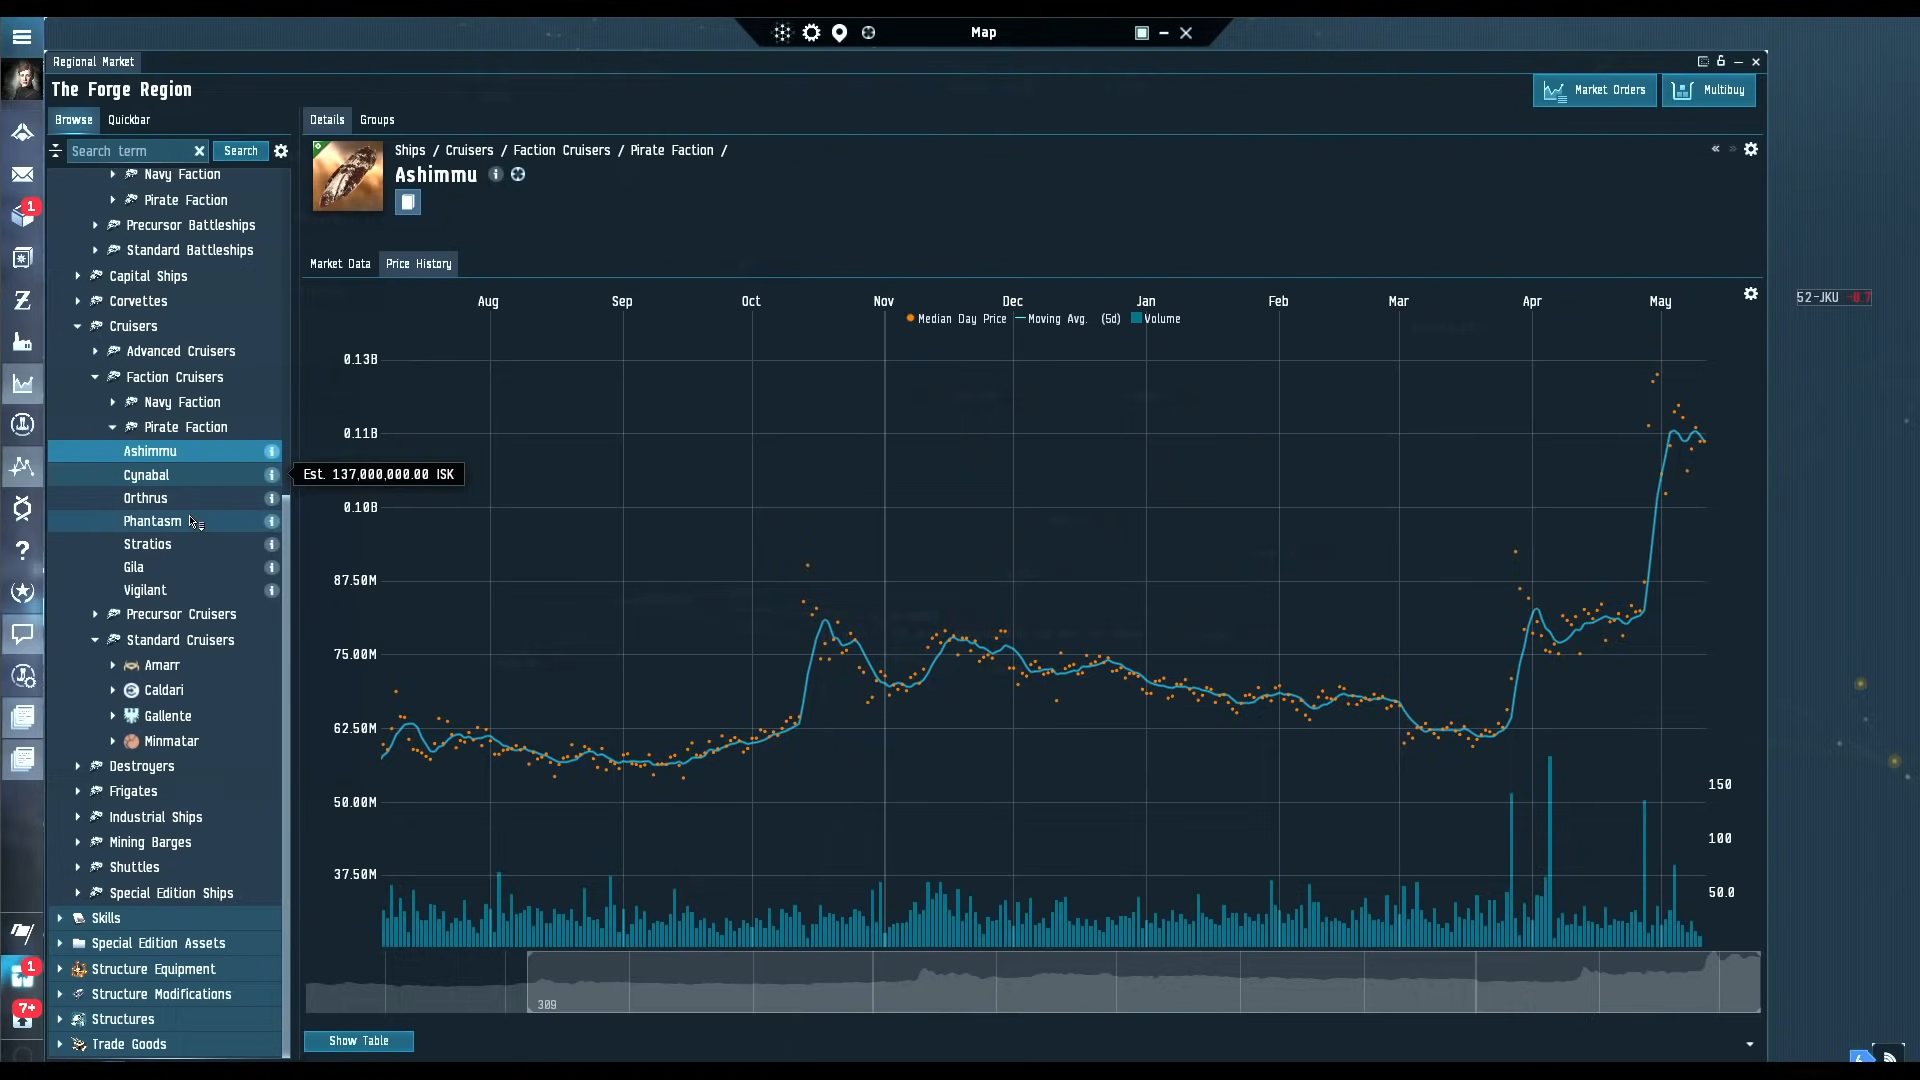 Map
Regional Market
The Forge Region
Market Orders
Multibuy
Browse
Quickbar
Search term
Search
Navy Faction
Pirate Faction
Precursor Battleships
Standard Battleships
Capital Ships
Corvettes
Cruisers
Advanced Cruisers
Faction Cruisers
Navy Faction
Pirate Faction
Ashimmu
Cynabal
Orthrus
Phantasm
Stratios
Gila
Vigilant
Precursor Cruisers
Standard Cruisers
Amarr
Caldari
Gallente
Minmatar
Destroyers
Frigates
Industrial Ships
Mining Barges
Shuttles
Special Edition Ships
Skills
Special Edition Assets
Structure Equipment
Structure Modifications
Structures
Trade Goods
Est. 137,000,000.00 ISK
Details
Groups
Ships / Cruisers / Faction Cruisers / Pirate Faction /
Ashimmu
Market Data
Price History
Aug Sep Oct Nov Dec Jan Feb Mar Apr May
Median Day Price Moving Avg. (5d) Volume
0.13B
0.11B
0.10B
87.50M
75.00M
62.50M
50.00M
37.50M
150
100
50.0
309
Show Table
1
1
7+
52-JKU -0.7